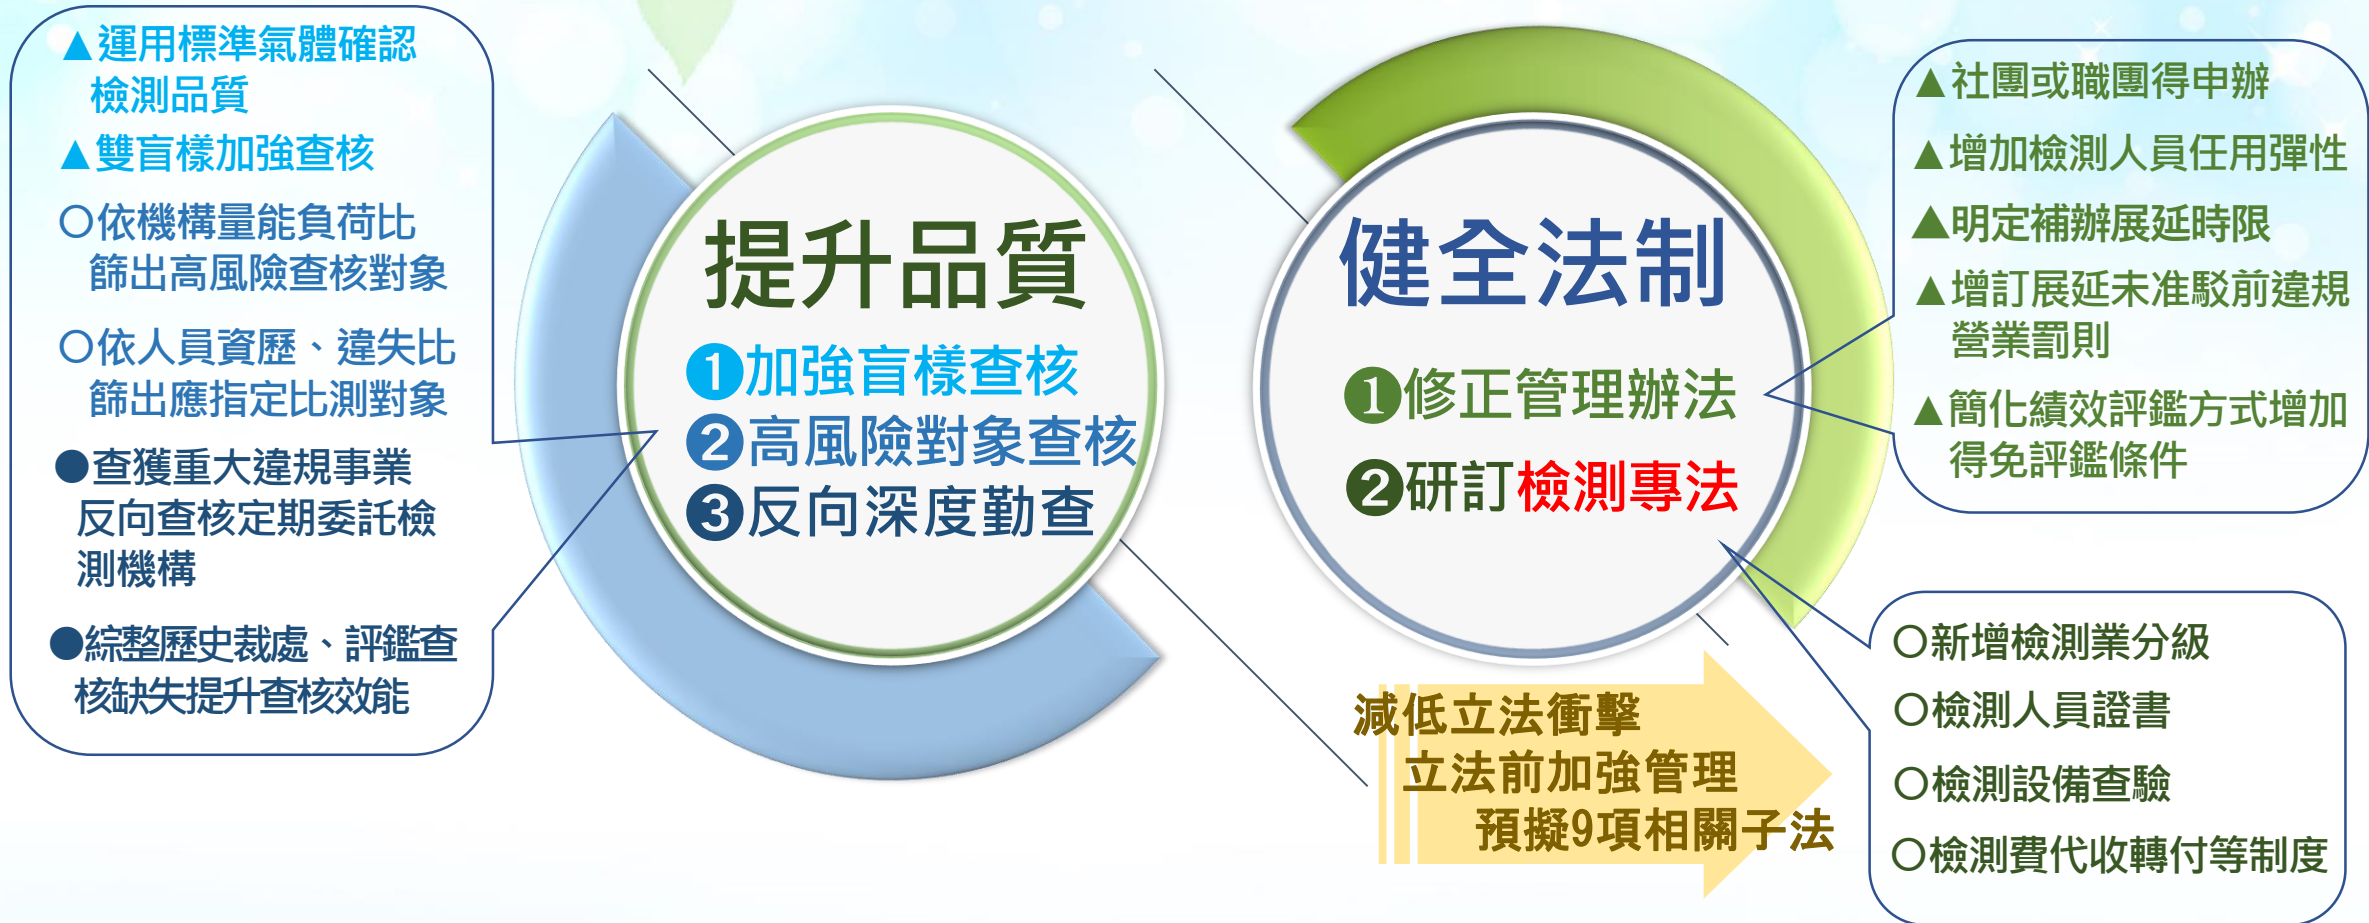 ▲運用標準氣體確認
檢測品質
▲雙盲樣加強查核
○依機構量能負荷比
篩出高風險查核對象
○依人員資歷、違失比
篩出應指定比測對象
●查獲重大違規事業
反向查核定期委託檢
測機構
●綜整歷史裁處、評鑑查
核缺失提升查核效能
提升品質
❶加強盲樣查核
❷高風險對象查核
❸反向深度勤查
健全法制
❶修正管理辦法
❷研訂檢測專法
▲社團或職團得申辦
▲增加檢測人員任用彈性
▲明定補辦展延時限
▲增訂展延未准駁前違規
營業罰則
▲簡化績效評鑑方式增加
得免評鑑條件
減低立法衝擊
立法前加強管理
預擬9項相關子法
○新增檢測業分級
○檢測人員證書
○檢測設備查驗
○檢測費代收轉付等制度